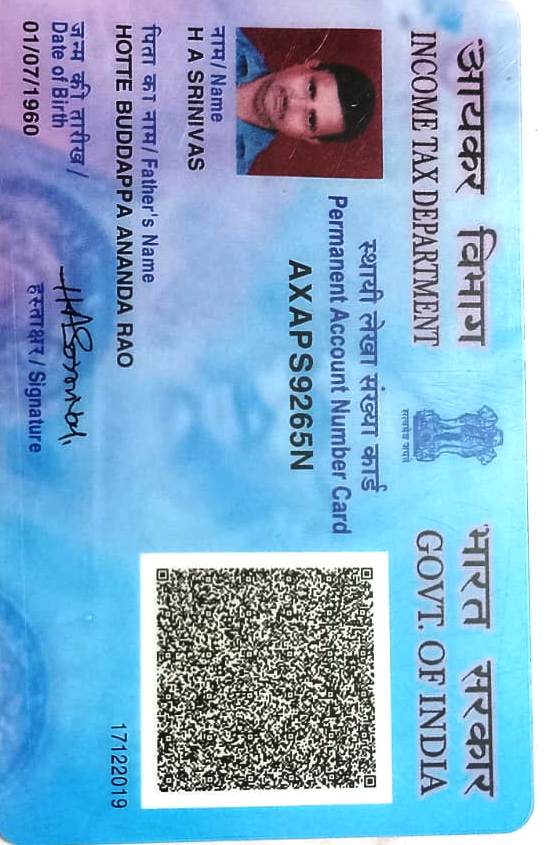 आयकर विभाग
INCOME TAX DEPARTMENT
सत्यमेव जयते
भारत सरकार
GOVT. OF INDIA
स्थायी लेखा संख्या कार्ड
Permanent Account Number Card
AXAPS9265N
नाम / Name
H A SRINIVAS
पिता का नाम / Father's Name
HOTTE BUDDAPPA ANANDA RAO
जन्म की तारीख /
Date of Birth
01/07/1960
हस्ताक्षर / Signature
17122019